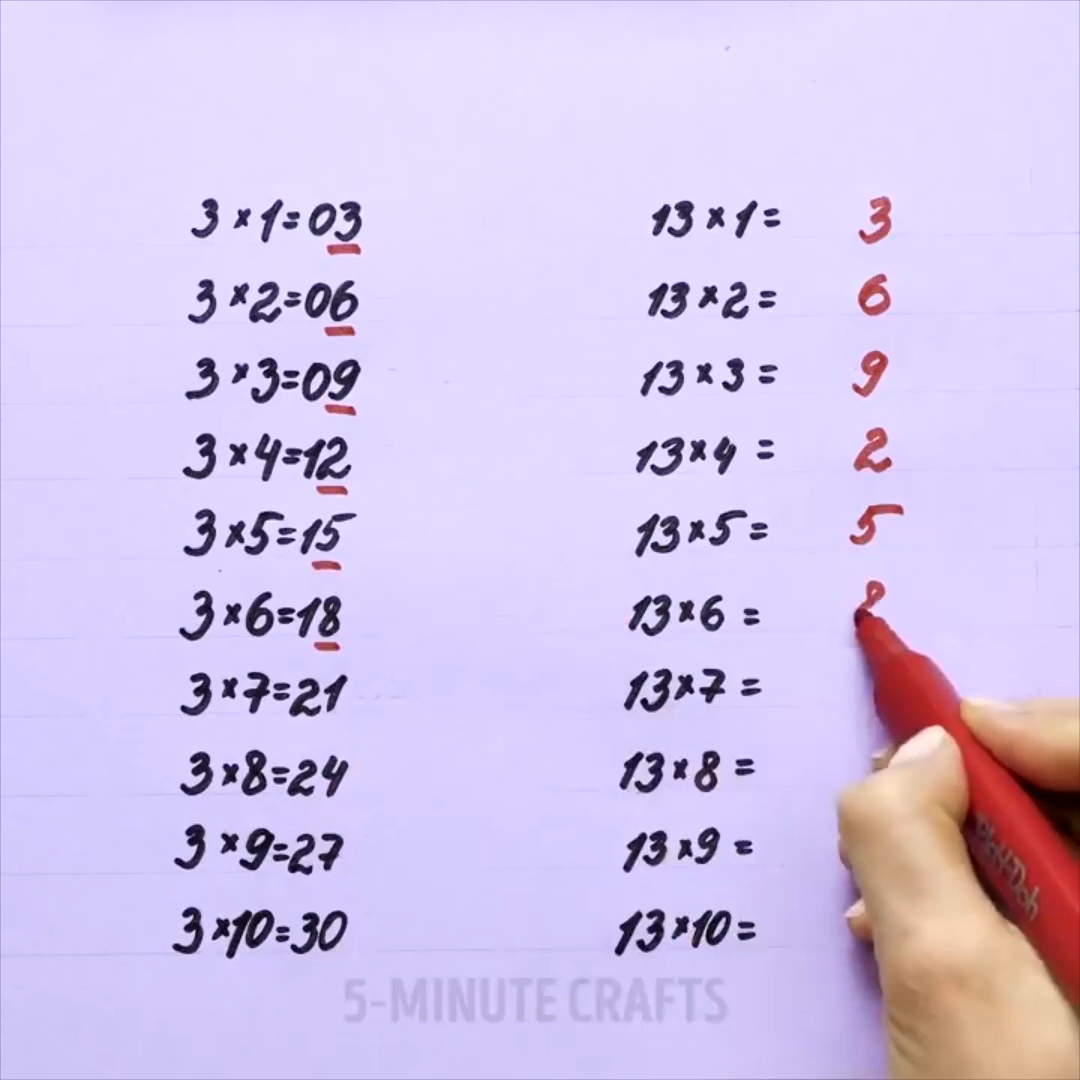 3×1=03 13×1= 3
3×2=06 13×2= 6
3×3=09 13×3= 9
3×4=12 13×4= 2
3×5=15 13×5= 5
3×6=18 13×6=
3×7=21 13×7=
3×8=24 13×8=
3×9=27 13×9=
3×10=30 13×10=
Play-Doh
5-MINUTE CRAFTS